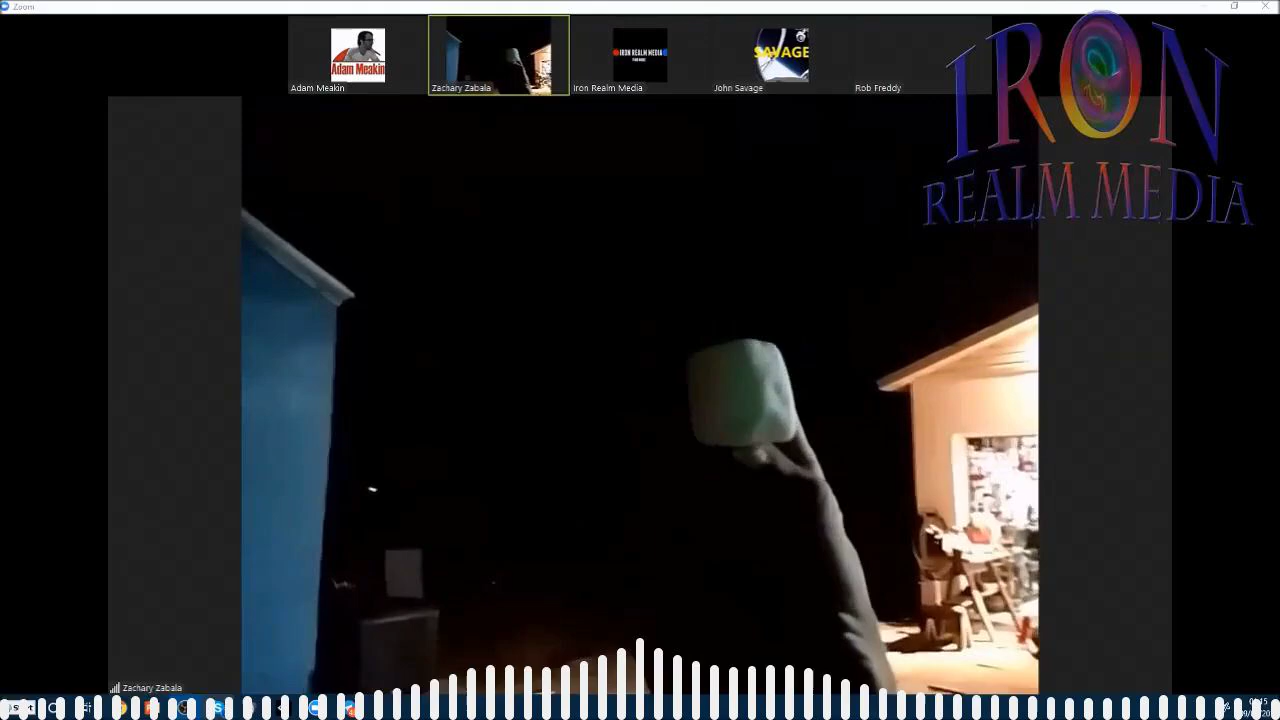 Zoom
Adam Meakin
Adam Meakin
Zachary Zabala
IRON REALM MEDIA
Iron Realm Media
SAVAGE
John Savage
Rob Freddy
IRON
REALM MEDIA
Zachary Zabala